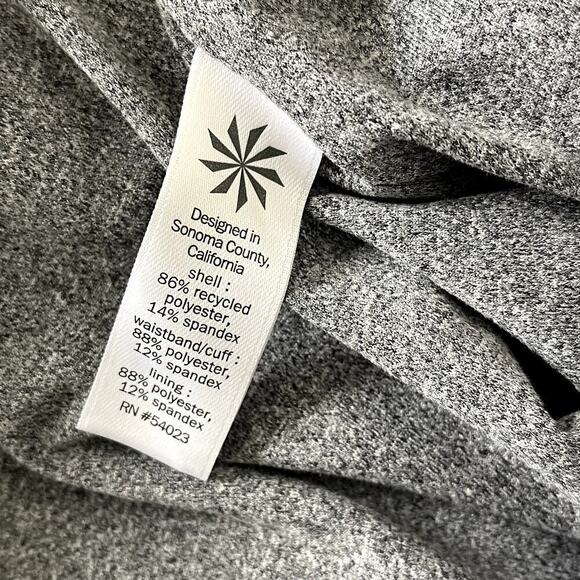 Designed in
Sonoma County,
California
shell :
86% recycled
polyester,
14% spandex
waistband/cuff :
88% polyester,
12% spandex
lining :
88% polyester,
12% spandex
RN #54023